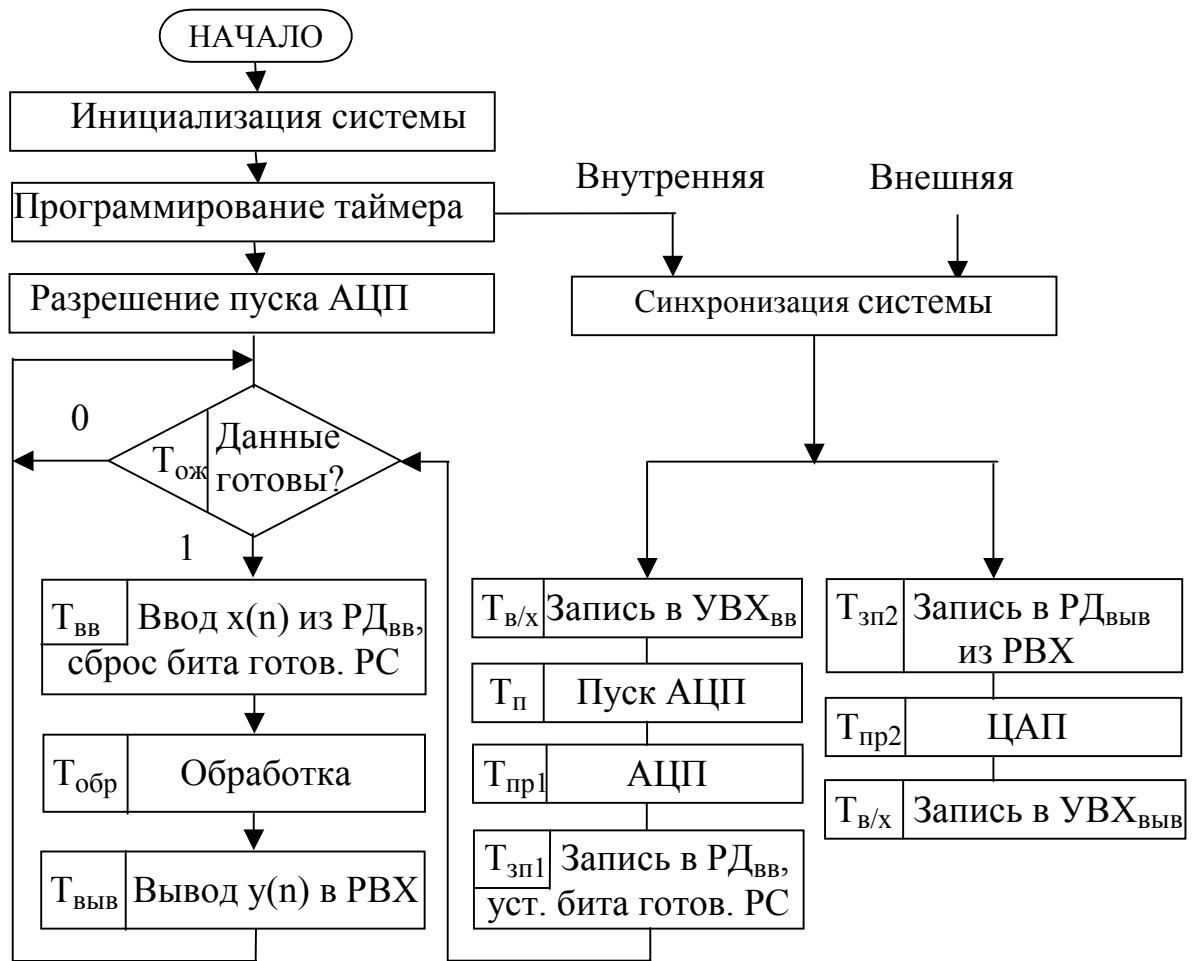 НАЧАЛО
Инициализация системы
Программирование таймера
Внутренняя
Внешняя
Разрешение пуска АЦП
Синхронизация системы
0
Tож
Данные
готовы?
1
Tвв
Ввод x(n) из РДвв,
сброс бита готов. РС
Tобр
Обработка
Tвыв
Вывод y(n) в РВХ
Tв/х
Запись в УВХвв
Tп
Пуск АЦП
Tпр1
АЦП
Tзп1
Запись в РДвв,
уст. бита готов. РС
Tзп2
Запись в РДвыв
из РВХ
Tпр2
ЦАП
Tв/х
Запись в УВХвыв